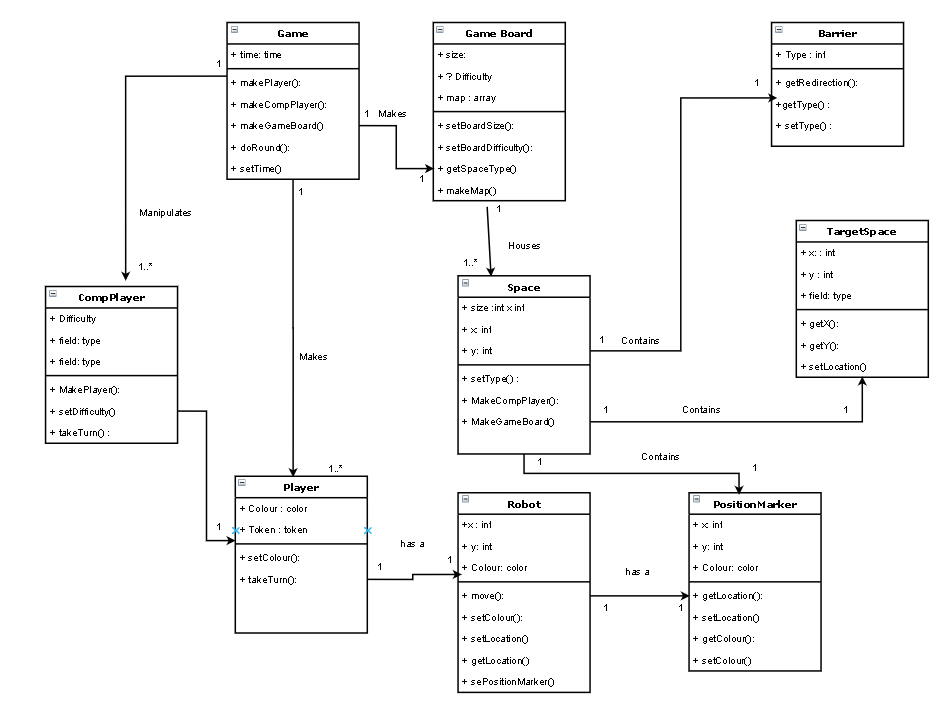 Game
+ time: time
+ makePlayer():
+ makeCompPlayer():
+ makeGameBoard()
+ doRound():
+ setTime()
1
1 Makes
1
1
Game Board
+ size:
+ ? Difficulty
+ map : array
+ setBoardSize():
+ setBoardDifficulty():
+ getSpaceType()
+ makeMap()
1
Houses
1..*
Barrier
+ Type : int
+ getRedirection():
+getType() :
+ setType() :
1
Manipulates
1..*
CompPlayer
+ Difficulty
+ field: type
+ field: type
+ MakePlayer():
+ setDifficulty()
+ takeTurn() :
1
Makes
1..*
Space
+ size :int x int
+ x: int
+ y: int
+ setType() :
+ MakeCompPlayer():
+ MakeGameBoard()
1 Contains
1 Contains 1
1 Contains 1
TargetSpace
+ x: : int
+ y : int
+ field: type
+ getX():
+ getY():
+ setLocation()
Player
+ Colour : color
+ Token : token
+ setColour():
+ takeTurn():
has a
1 1
Robot
+x : int
+ y: int
+ Colour: color
+ move():
+ setColour():
+ setLocation()
+ getLocation()
+ sePositionMarker()
has a
1 1
PositionMarker
+ x: int
+ y: int
+ Colour: color
+ getLocation():
+ setLocation()
+ getColour():
+ setColour()